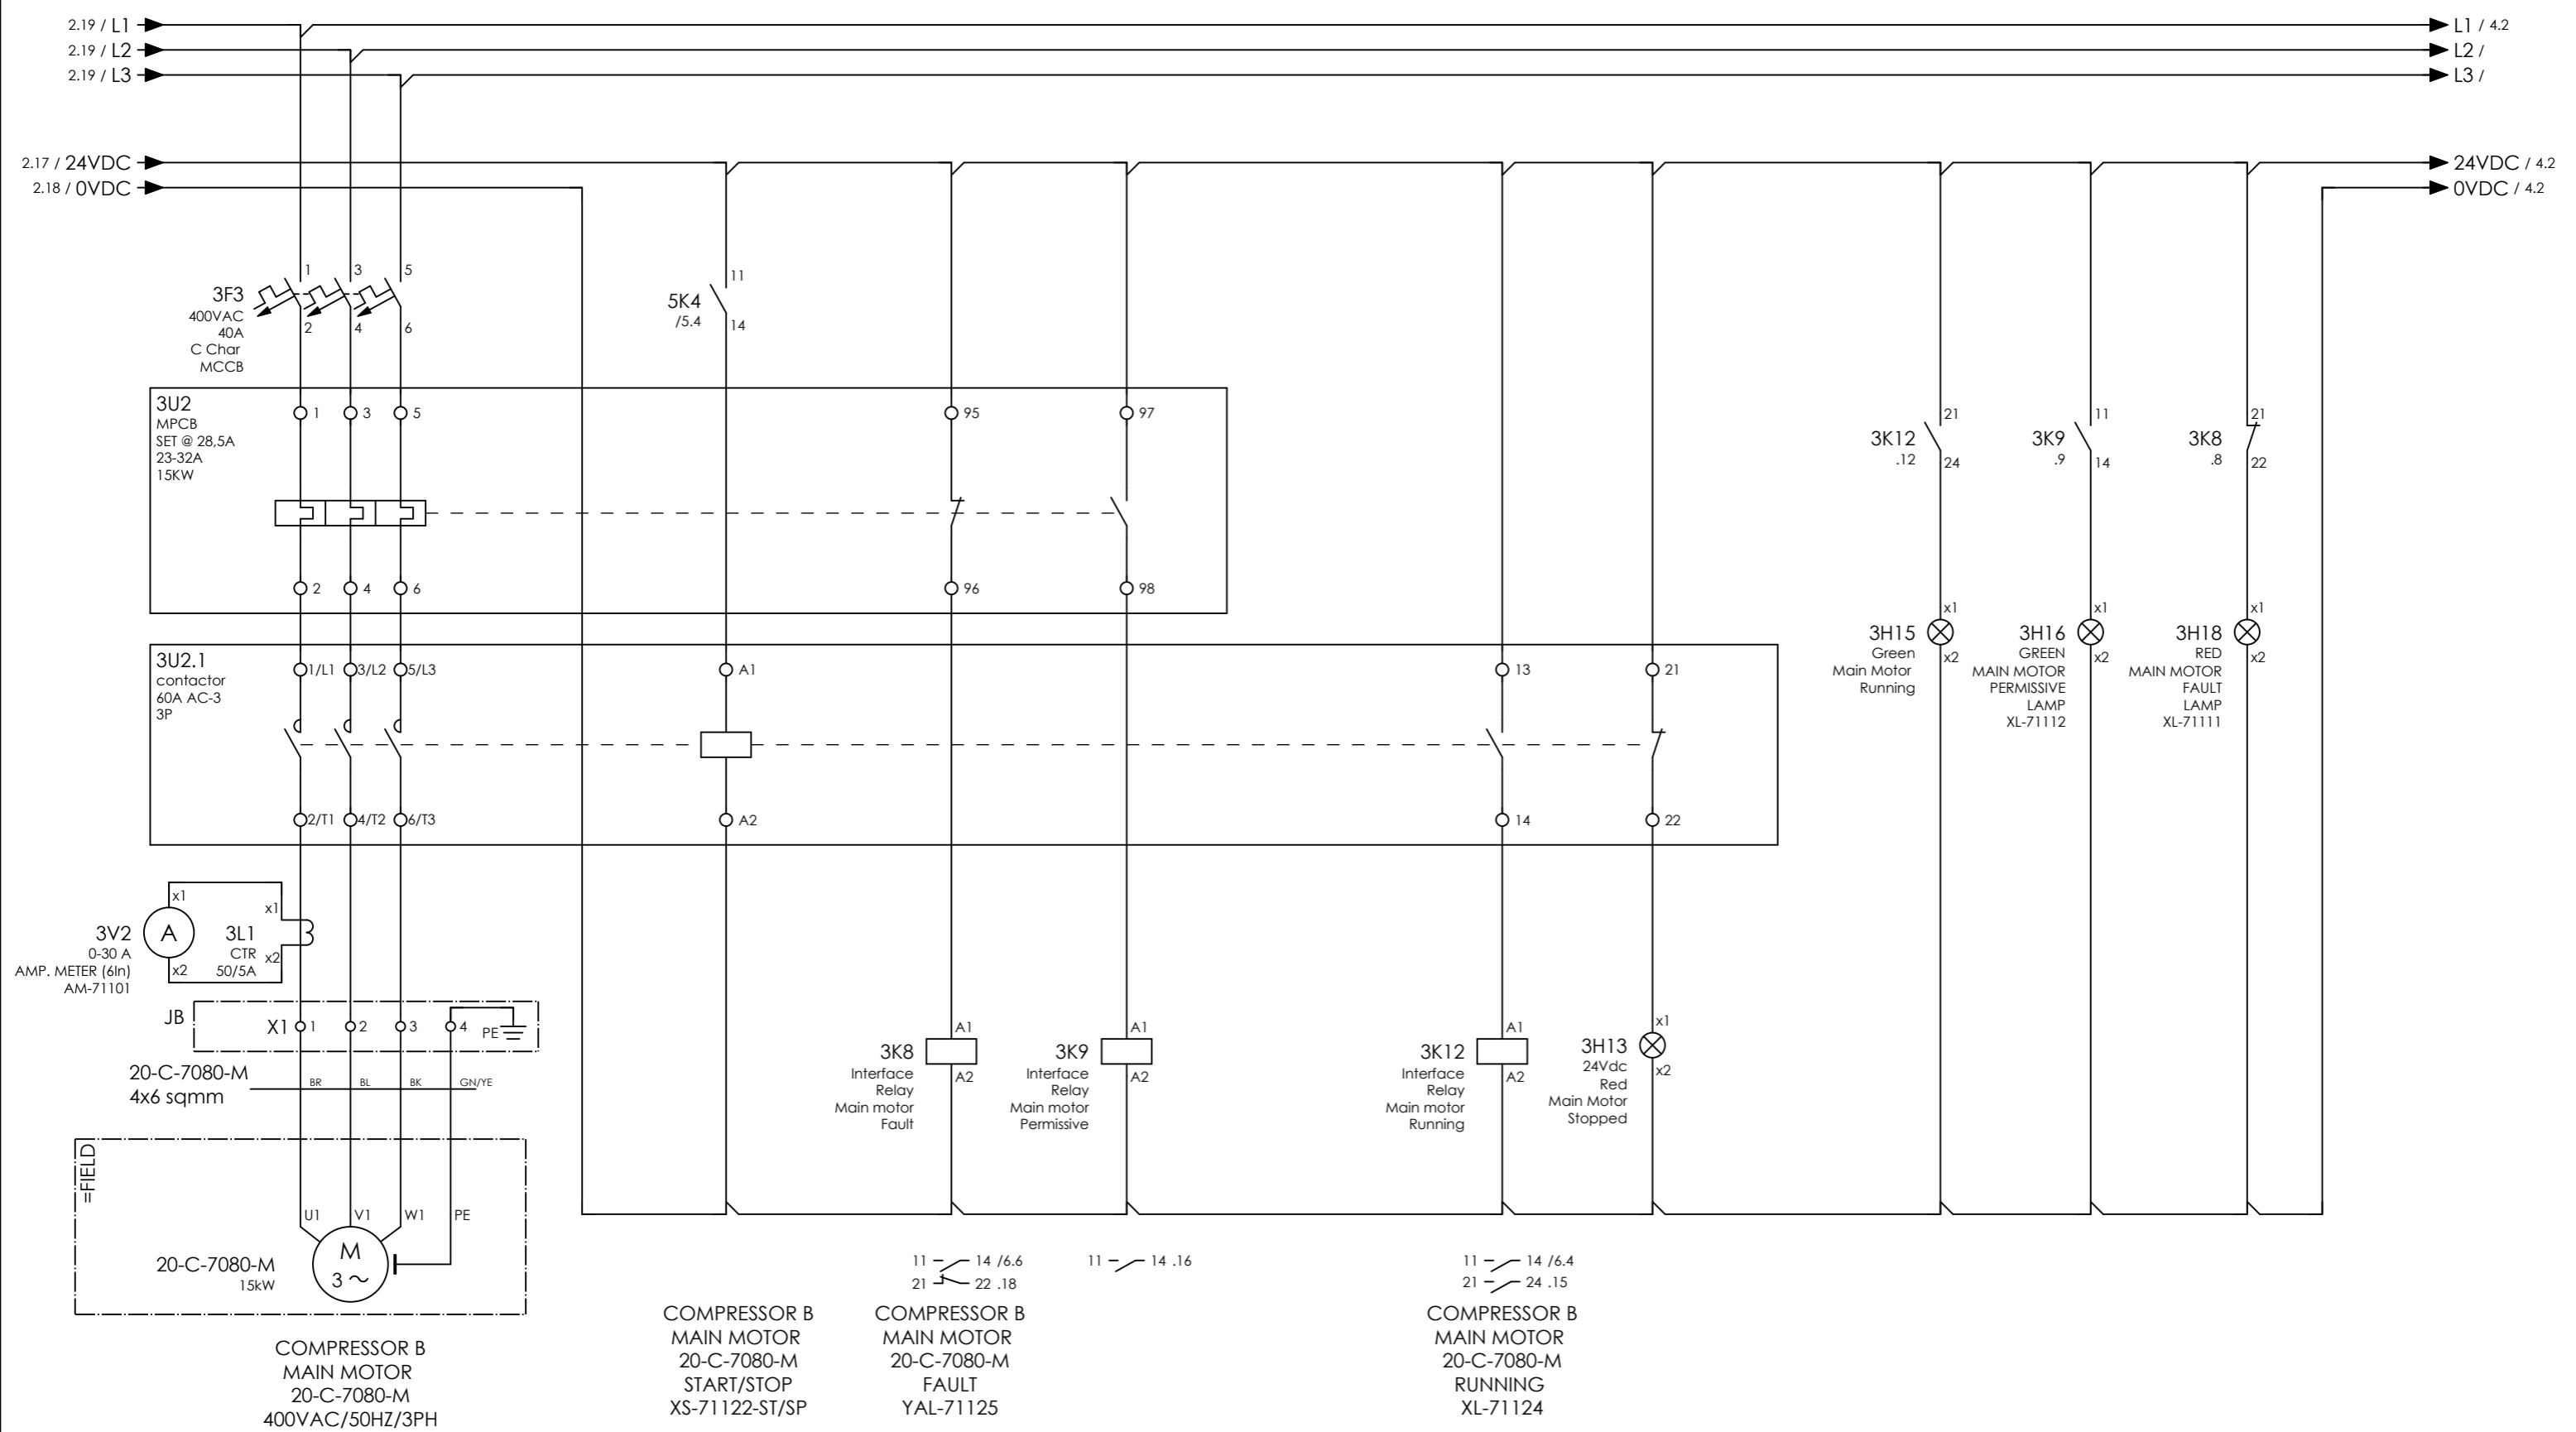 2.19 / L1
L1 / 4.2
2.19 / L2
L2 /
2.19 / L3
L3 /
2.17 / 24VDC
24VDC / 4.2
2.18 / 0VDC
0VDC / 4.2
1
3
5
3F3
400VAC
40A
C Char
MCCB
2
4
6
11
5K4
/5.4
14
3U2
MPCB
SET @ 28,5A
23-32A
15KW
1
3
5
95
97
2
4
6
96
98
21
3K12
.12
24
11
3K9
.9
14
21
3K8
.8
22
3U2.1
contactor
60A AC-3
3P
1/L1
3/L2
5/L3
A1
13
21
2/T1
4/T2
6/T3
A2
14
22
x1
3H15
Green
Main Motor
Running
x2
x1
3H16
GREEN
MAIN MOTOR
PERMISSIVE
LAMP
XL-71112
x2
x1
3H18
RED
MAIN MOTOR
FAULT
LAMP
XL-71111
x2
x1
A
x2
3V2
0-30 A
AMP. METER (6In)
AM-71101
x1
3L1
CTR
50/5A
x2
JB
X1
1
2
3
4
PE
20-C-7080-M
4x6 sqmm
BR
BL
BK
GN/YE
A1
3K8
Interface
Relay
Main motor
Fault
A2
A1
3K9
Interface
Relay
Main motor
Permissive
A2
A1
3K12
Interface
Relay
Main motor
Running
A2
x1
3H13
24Vdc
Red
Main Motor
Stopped
x2
=FIELD
U1
V1
W1
PE
M
3 ~
20-C-7080-M
15kW
11 14 /6.6
21 22 .18
11 14 .16
11 14 /6.4
21 24 .15
COMPRESSOR B
MAIN MOTOR
20-C-7080-M
400VAC/50HZ/3PH
COMPRESSOR B
MAIN MOTOR
20-C-7080-M
START/STOP
XS-71122-ST/SP
COMPRESSOR B
MAIN MOTOR
20-C-7080-M
FAULT
YAL-71125
COMPRESSOR B
MAIN MOTOR
20-C-7080-M
RUNNING
XL-71124